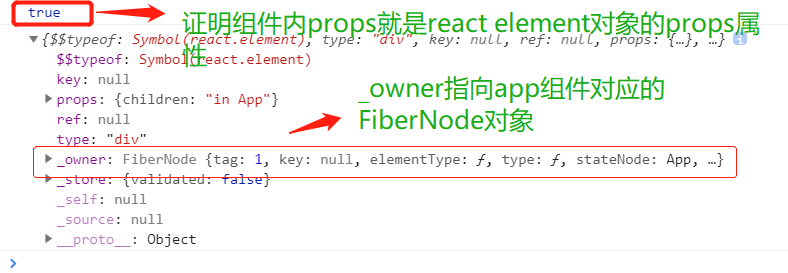 true
证明组件内props就是react element对象的props属
性
{$$typeof: Symbol(react.element), type: "div", key: null, ref: null, props: {…}, …}
$$typeof: Symbol(react.element)
key: null
props: {children: "in App"}
_owner指向app组件对应的
FiberNode对象
ref: null
type: "div"
_owner: FiberNode {tag: 1, key: null, elementType: ƒ, type: ƒ, stateNode: App, …}
_store: {validated: false}
_self: null
_source: null
__proto__: Object